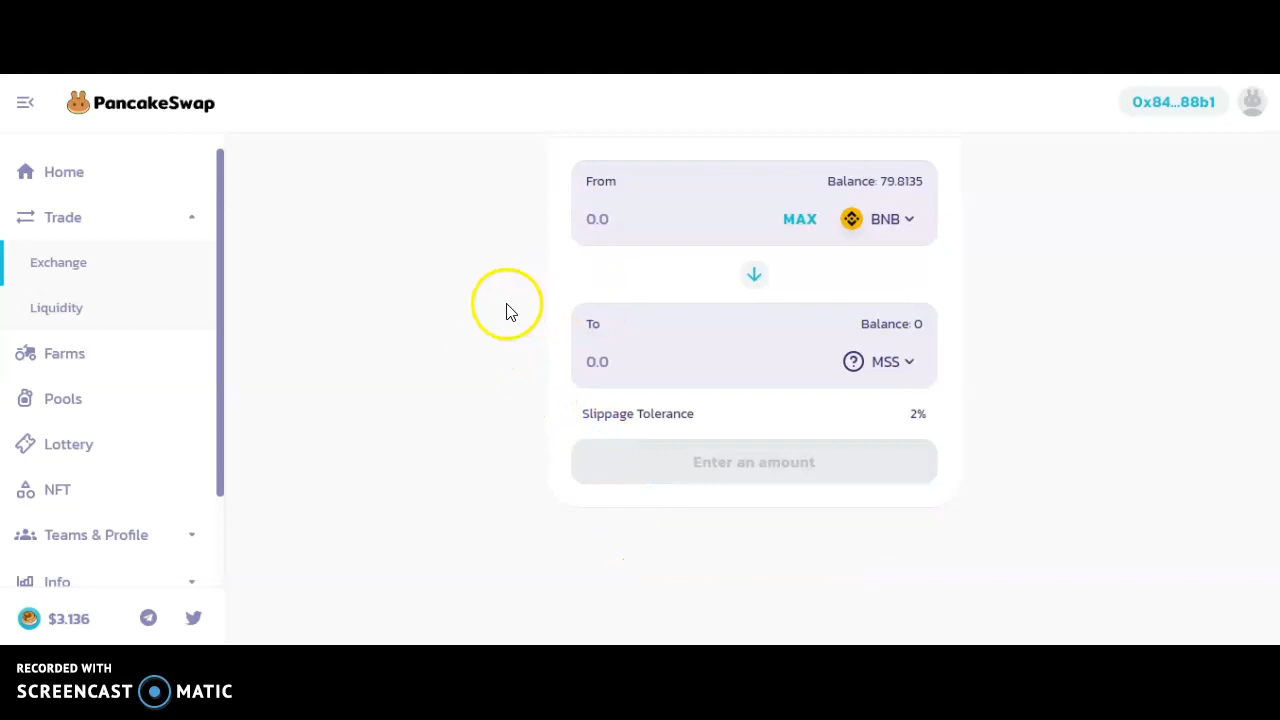 PancakeSwap
0x84...88b1
Home
Trade
Exchange
Liquidity
Farms
Pools
Lottery
NFT
Teams & Profile
Info
$3.136
From
Balance: 79.8135
0.0
MAX
BNB
To
Balance: 0
0.0
? MSS
Slippage Tolerance
2%
Enter an amount
RECORDED WITH
SCREENCAST MATIC